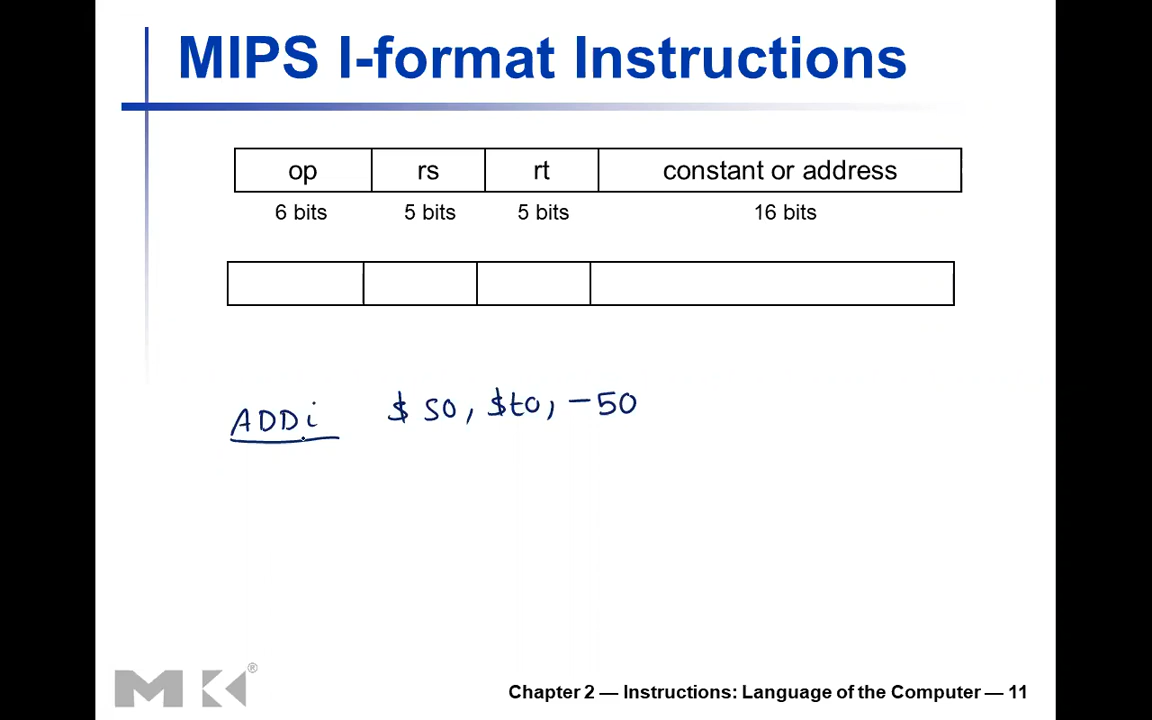 MIPS I-format Instructions
op rs rt constant or address
6 bits 5 bits 5 bits 16 bits
ADDi $s0, $t0, -50
MK®
Chapter 2 — Instructions: Language of the Computer — 11